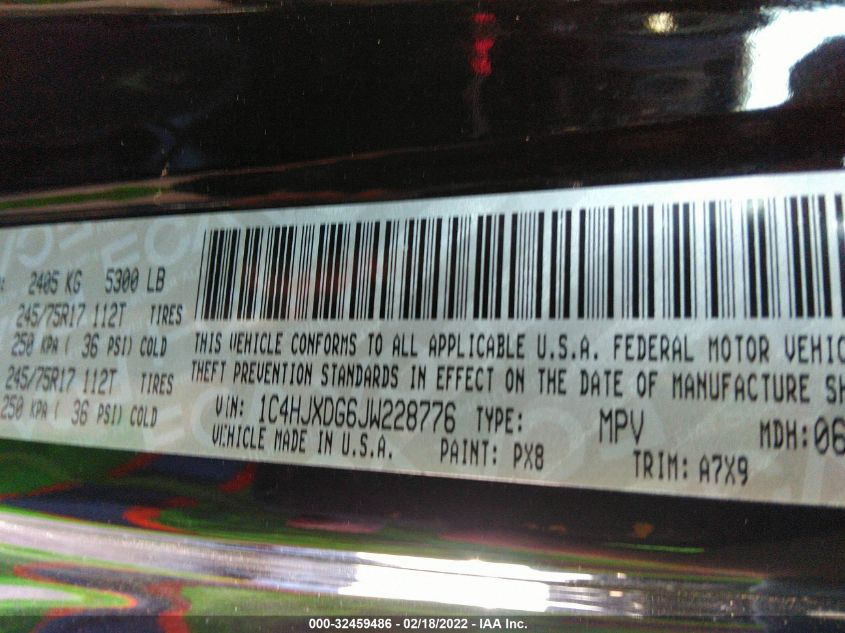 2405 KG 5300 LB
245/75R17 112T TIRES
250 KPA ( 36 PSI) COLD
245/75R17 112T TIRES
250 KPA ( 36 PSI) COLD
THIS VEHICLE CONFORMS TO ALL APPLICABLE U.S.A. FEDERAL MOTOR VEHIC
THEFT PREVENTION STANDARDS IN EFFECT ON THE DATE OF MANUFACTURE SH
VIN: 1C4HJXDG6JW228776 TYPE: MPV MDH:06
VEHICLE MADE IN U.S.A. PAINT: PX8 TRIM: A7X9
000-32459486 - 02/18/2022 - IAA Inc.